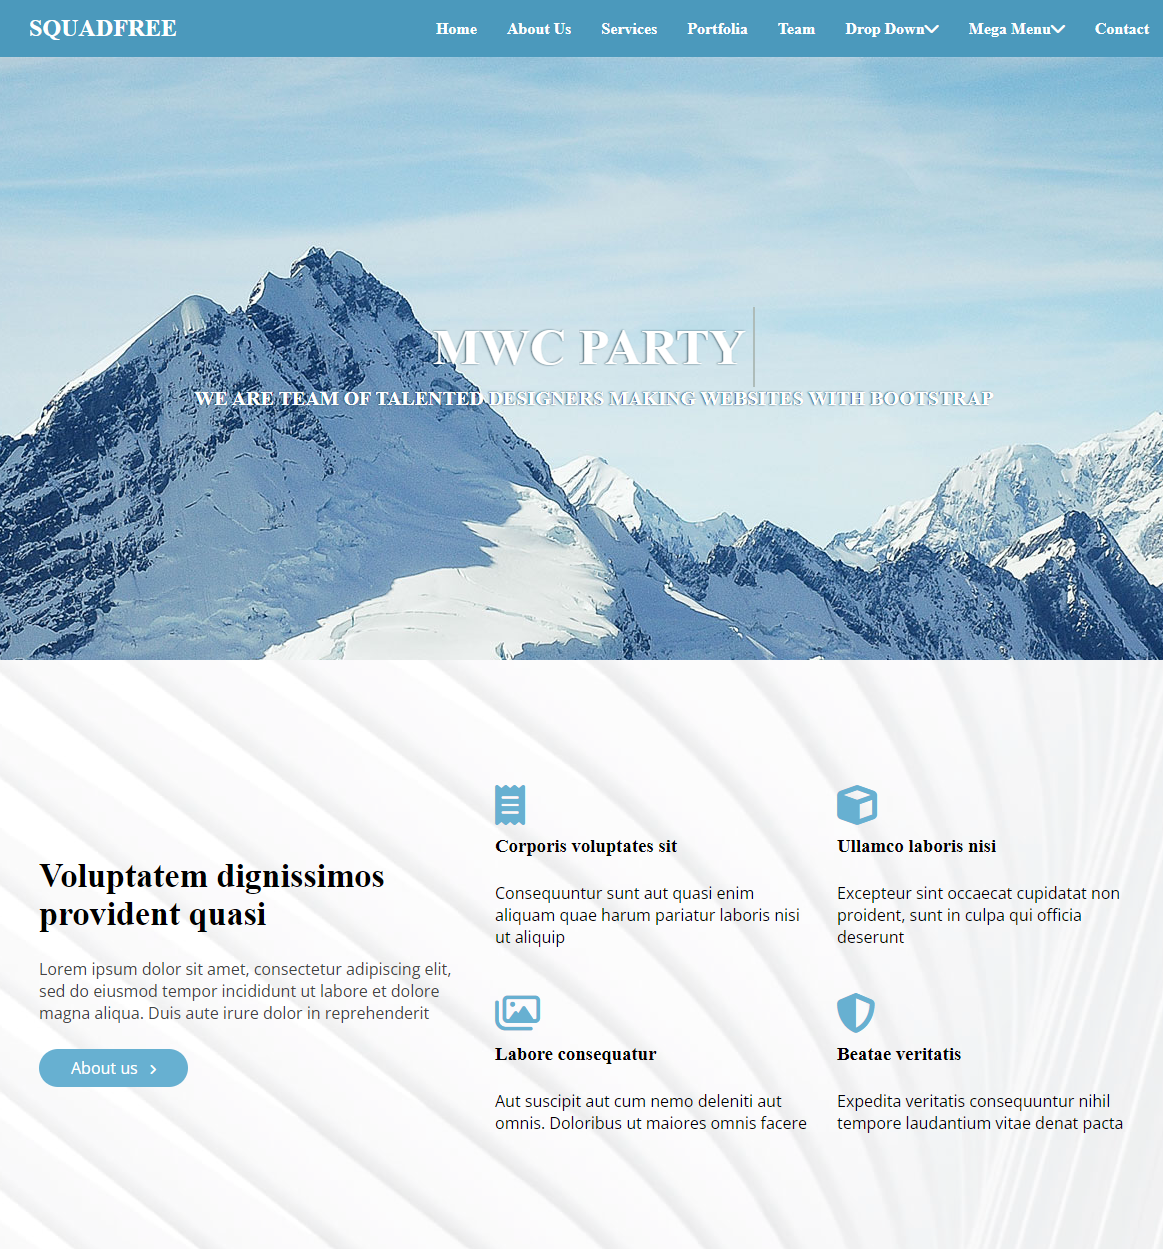 SQUADFREE
Home About Us Services Portfolia Team Drop Down Mega Menu Contact
MWC PARTY
WE ARE TEAM OF TALENTED DESIGNERS MAKING WEBSITES WITH BOOTSTRAP
Voluptatem dignissimos
provident quasi
Lorem ipsum dolor sit amet, consectetur adipiscing elit,
sed do eiusmod tempor incididunt ut labore et dolore
magna aliqua. Duis aute irure dolor in reprehenderit
About us
Corporis voluptates sit
Consequuntur sunt aut quasi enim
aliquam quae harum pariatur laboris nisi
ut aliquip
Ullamco laboris nisi
Excepteur sint occaecat cupidatat non
proident, sunt in culpa qui officia
deserunt
Labore consequatur
Aut suscipit aut cum nemo deleniti aut
omnis. Doloribus ut maiores omnis facere
Beatae veritatis
Expedita veritatis consequuntur nihil
tempore laudantium vitae denat pacta